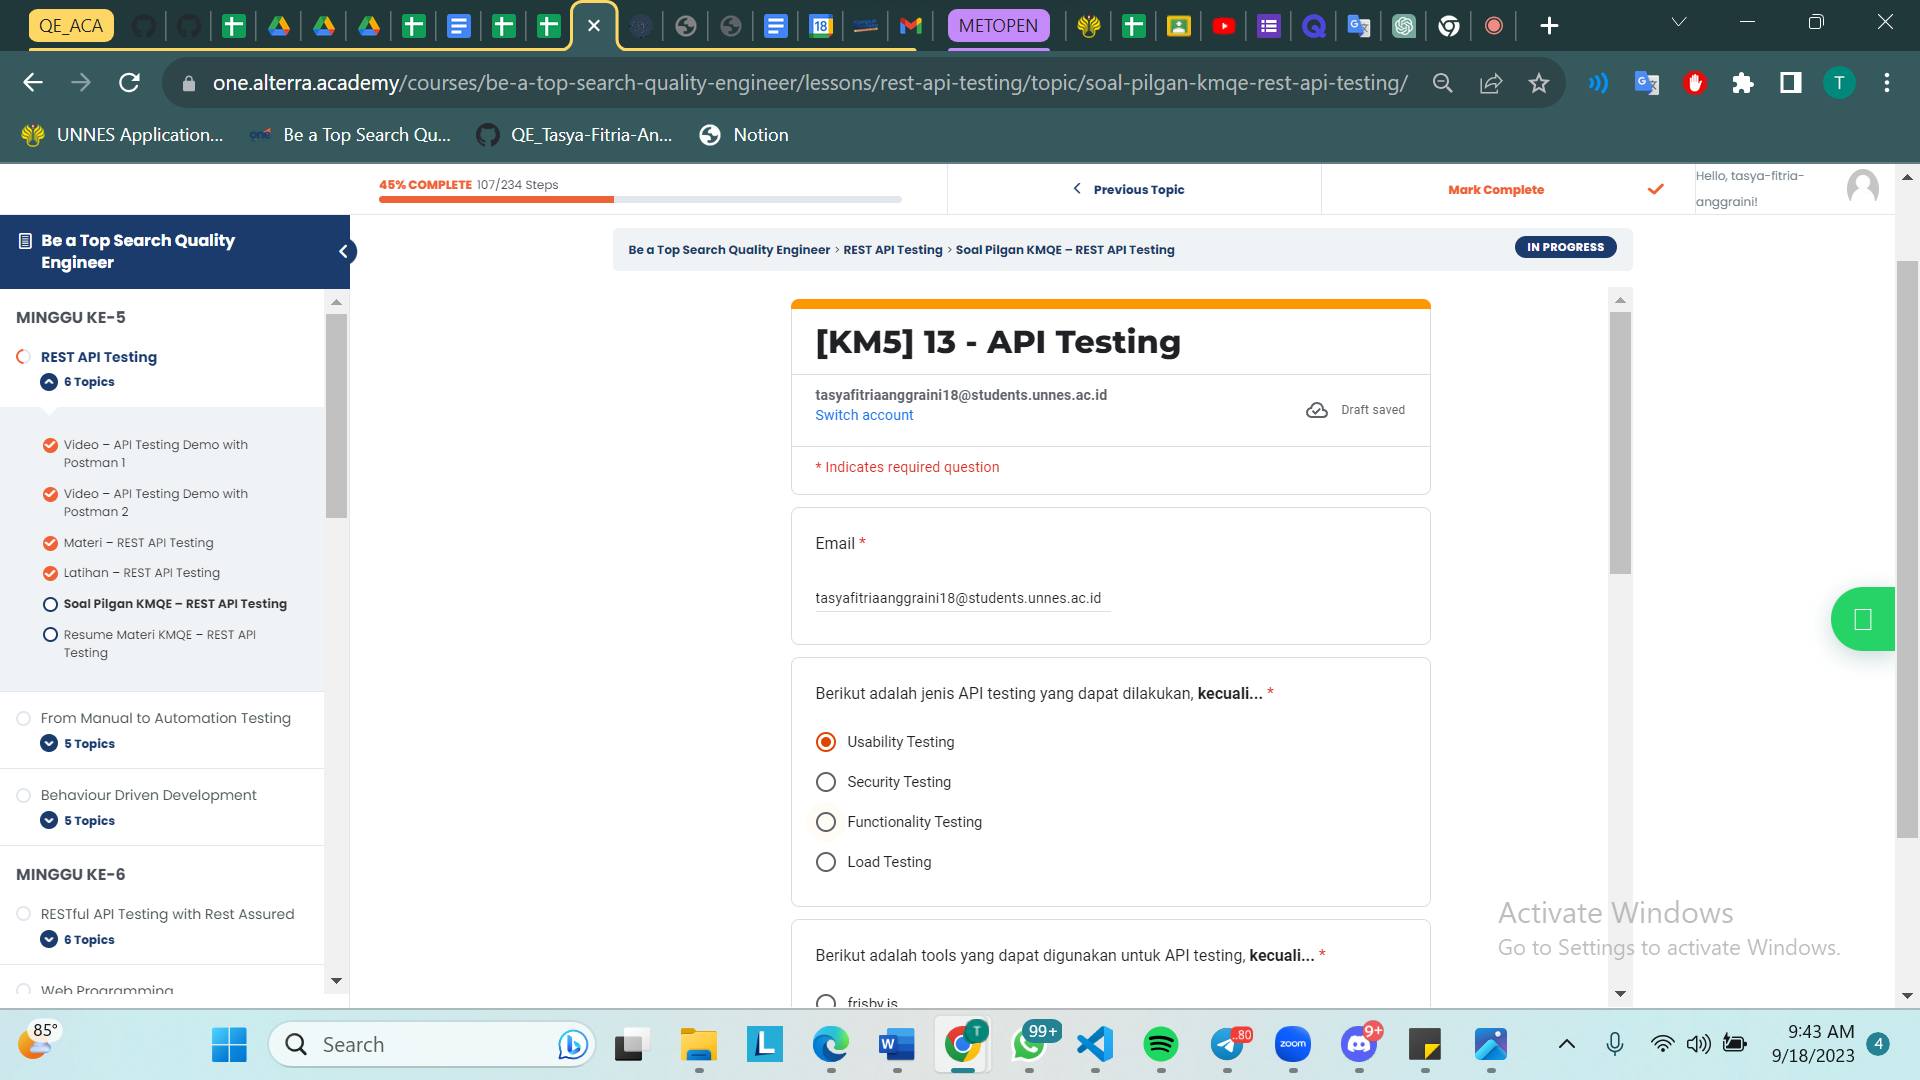 QE_ACA
18
METOPEN
one.alterra.academy/courses/be-a-top-search-quality-engineer/lessons/rest-api-testing/topic/soal-pilgan-kmqe-rest-api-testing/
T
UNNES Application...
one
Be a Top Search Qu...
QE_Tasya-Fitria-An...
Notion
45% COMPLETE 107/234 Steps
Previous Topic
Mark Complete
Hello, tasya-fitria-
anggraini!
Be a Top Search Quality
Engineer
Be a Top Search Quality Engineer > REST API Testing > Soal Pilgan KMQE – REST API Testing
IN PROGRESS
MINGGU KE-5
REST API Testing
6 Topics
Video – API Testing Demo with
Postman 1
Video – API Testing Demo with
Postman 2
Materi – REST API Testing
Latihan – REST API Testing
Soal Pilgan KMQE – REST API Testing
Resume Materi KMQE – REST API
Testing
From Manual to Automation Testing
5 Topics
Behaviour Driven Development
5 Topics
MINGGU KE-6
RESTful API Testing with Rest Assured
6 Topics
Web Programming
[KM5] 13 - API Testing
tasyafitriaanggraini18@students.unnes.ac.id
Switch account
Draft saved
* Indicates required question
Email *
tasyafitriaanggraini18@students.unnes.ac.id
Berikut adalah jenis API testing yang dapat dilakukan, kecuali... *
Usability Testing
Security Testing
Functionality Testing
Load Testing
Berikut adalah tools yang dapat digunakan untuk API testing, kecuali... *
frisby.js
Activate Windows
Go to Settings to activate Windows.
85°
Search
L
W
T
99+
..80
zoom
9+
9:43 AM
9/18/2023
4